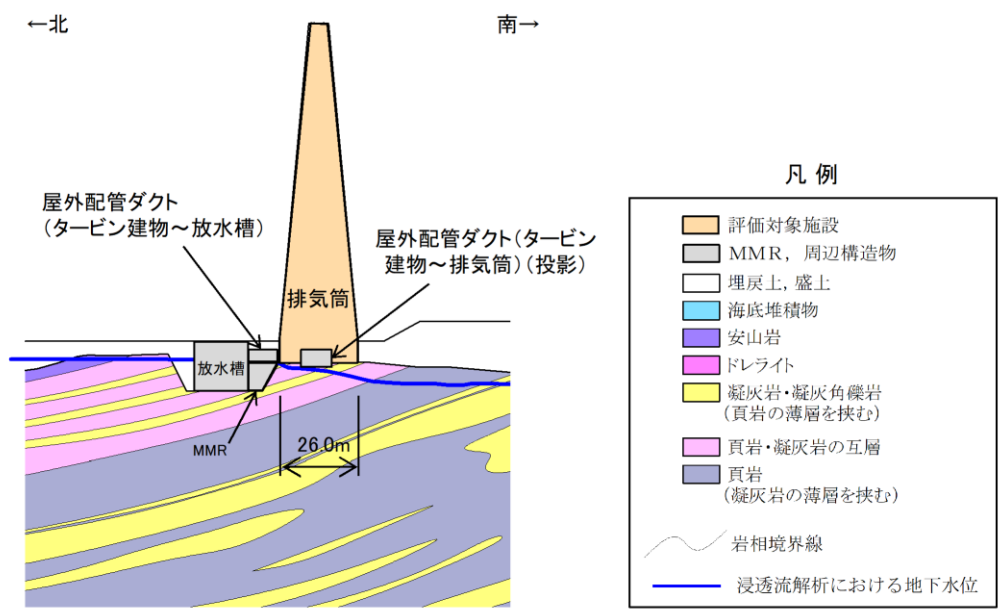 ←北
南→
屋外配管ダクト
(タービン建物~放水槽)
屋外配管ダクト(タービン
建物~排気筒)(投影)
排気筒
放水槽
MMR
26.0m
凡 例
評価対象施設
MMR, 周辺構造物
埋戻土, 盛土
海底堆積物
安山岩
ドレライト
凝灰岩・凝灰角礫岩
(頁岩の薄層を挟む)
頁岩・凝灰岩の互層
頁岩
(凝灰岩の薄層を挟む)
岩相境界線
浸透流解析における地下水位